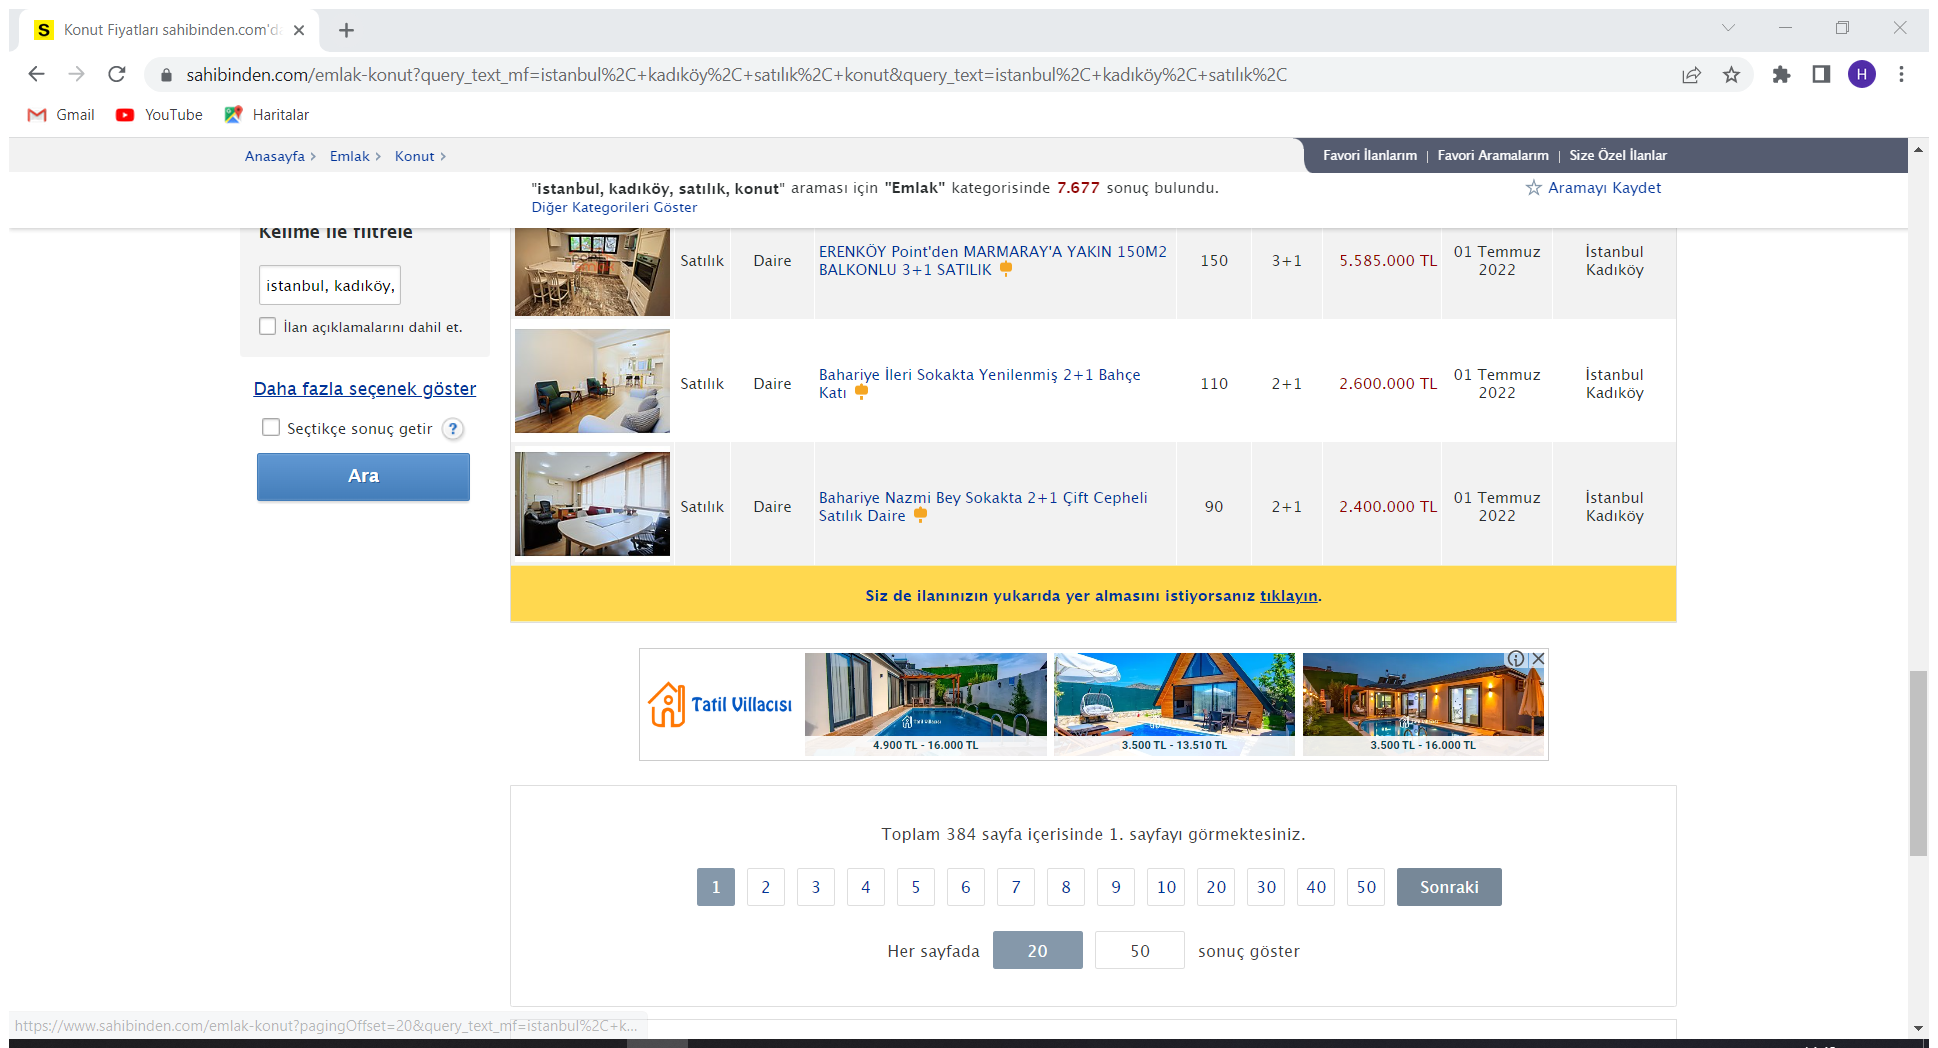 Konut Fiyatları sahibinden.com'da
sahibinden.com/emlak-konut?query_text_mf=istanbul%2C+kadıköy%2C+satılık%2C+konut&query_text=istanbul%2C+kadıköy%2C+satılık%2C
H
Gmail
YouTube
Haritalar
Anasayfa > Emlak > Konut >
Favori İlanlarım | Favori Aramalarım | Size Özel İlanlar
"istanbul, kadıköy, satılık, konut" araması için "Emlak" kategorisinde 7.677 sonuç bulundu.
Aramayı Kaydet
Diğer Kategorileri Göster
Kelime ile filtrele
istanbul, kadıköy,
İlan açıklamalarını dahil et.
Daha fazla seçenek göster
Seçtikçe sonuç getir ?
Ara
Satılık
Daire
ERENKÖY Point'den MARMARAY'A YAKIN 150M2
BALKONLU 3+1 SATILIK
150
3+1
5.585.000 TL
01 Temmuz
2022
İstanbul
Kadıköy
Satılık
Daire
Bahariye İleri Sokakta Yenilenmiş 2+1 Bahçe
Katı
110
2+1
2.600.000 TL
01 Temmuz
2022
İstanbul
Kadıköy
Satılık
Daire
Bahariye Nazmi Bey Sokakta 2+1 Çift Cepheli
Satılık Daire
90
2+1
2.400.000 TL
01 Temmuz
2022
İstanbul
Kadıköy
Siz de ilanınızın yukarıda yer almasını istiyorsanız tıklayın.
Tatil Villacısı
4.900 TL - 16.000 TL
3.500 TL - 13.510 TL
3.500 TL - 16.000 TL
Toplam 384 sayfa içerisinde 1. sayfayı görmektesiniz.
1 2 3 4 5 6 7 8 9 10 20 30 40 50 Sonraki
Her sayfada 20 50 sonuç göster
https://www.sahibinden.com/emlak-konut?pagingOffset=20&query_text_mf=istanbul%2C+k...